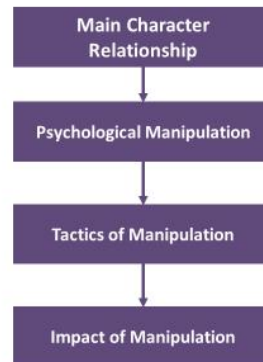 Main Character
Relationship
Psychological Manipulation
Tactics of Manipulation
Impact of Manipulation